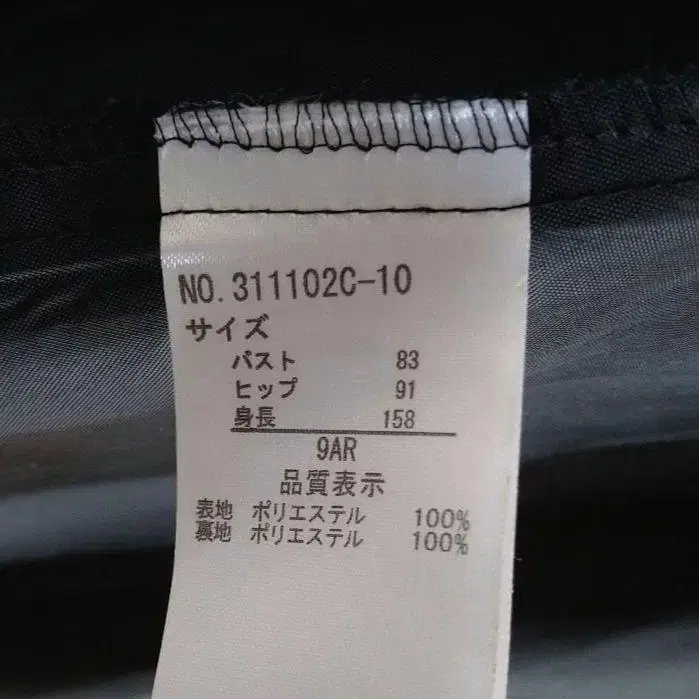 NO.311102C-10
サイズ
バスト 83
ヒップ 91
身長 158
9AR
品質表示
表地 ポリエステル 100%
裏地 ポリエステル 100%